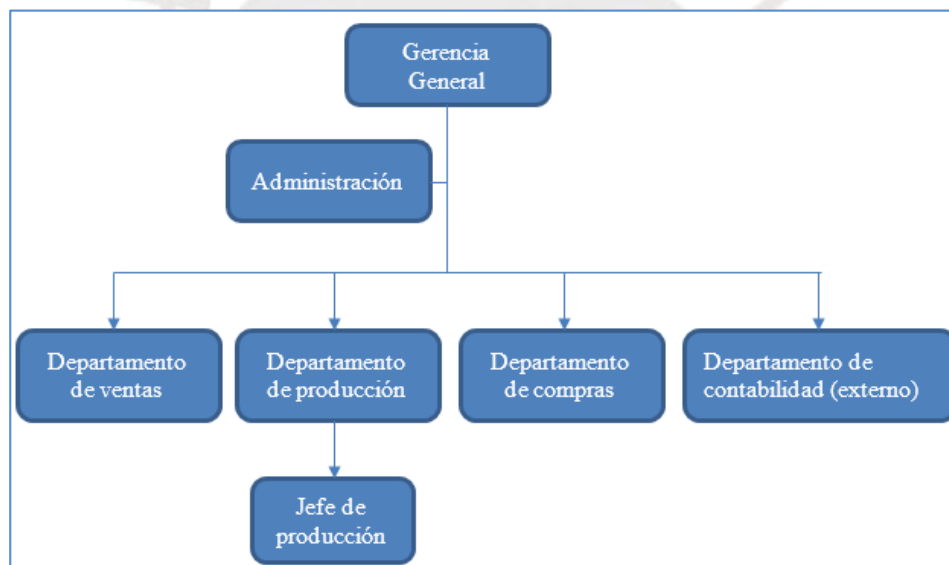 Gerencia
General
Administración
Departamento
de ventas
Departamento
de producción
Departamento
de compras
Departamento de
contabilidad (externo)
Jefe de
producción